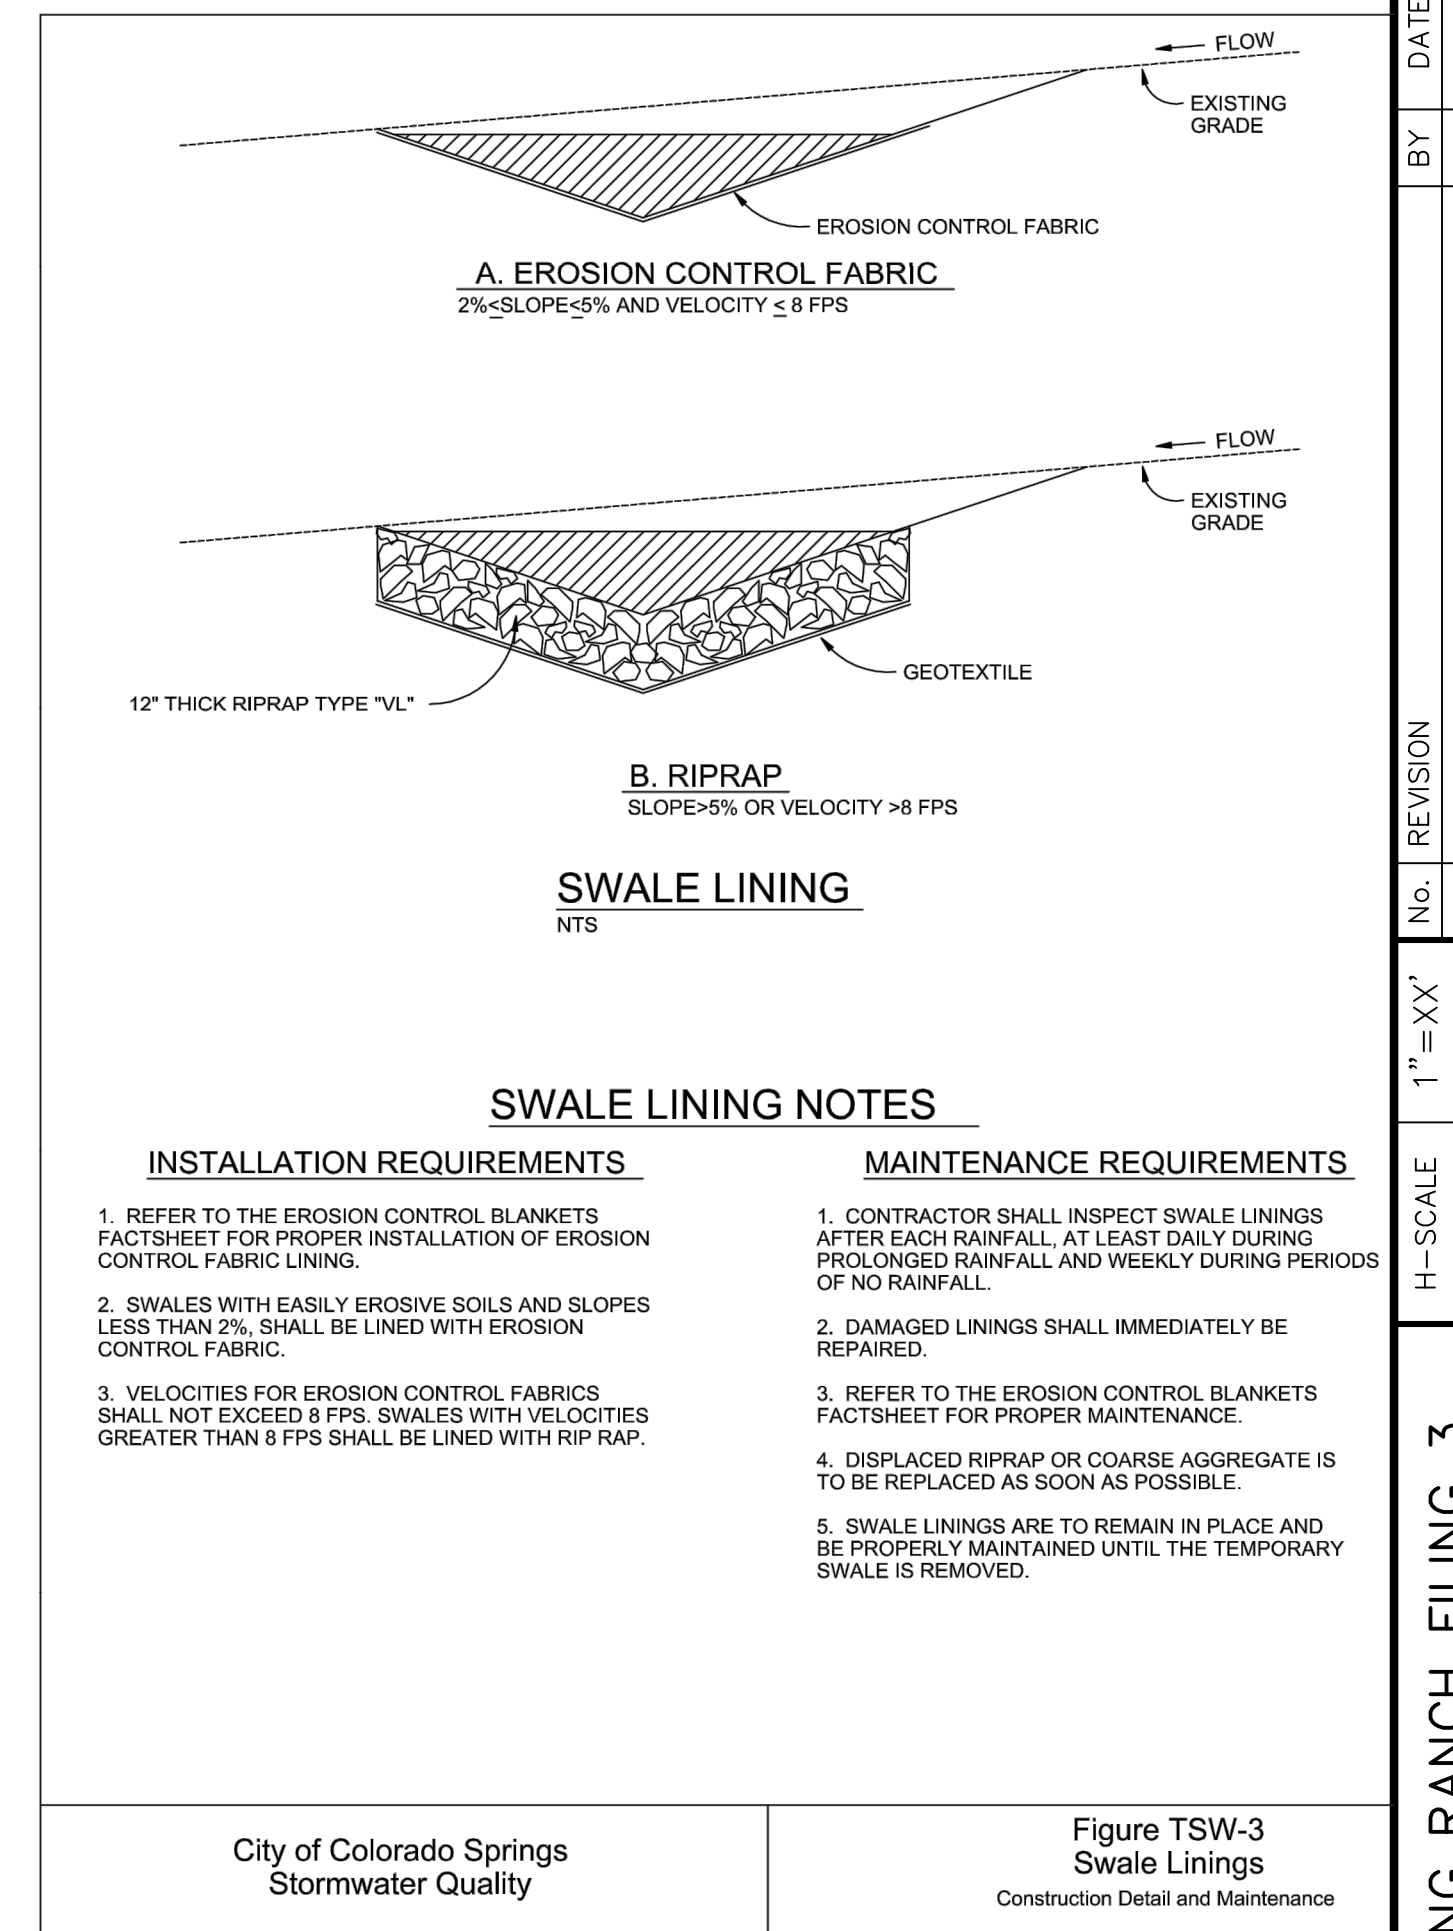 FLOW
EXISTING
GRADE
EROSION CONTROL FABRIC
A. EROSION CONTROL FABRIC
2%≤SLOPE≤5% AND VELOCITY ≤ 8 FPS
FLOW
EXISTING
GRADE
GEOTEXTILE
12" THICK RIPRAP TYPE "VL"
B. RIPRAP
SLOPE>5% OR VELOCITY >8 FPS
SWALE LINING
NTS
SWALE LINING NOTES
INSTALLATION REQUIREMENTS
1. REFER TO THE EROSION CONTROL BLANKETS
FACTSHEET FOR PROPER INSTALLATION OF EROSION
CONTROL FABRIC LINING.
2. SWALES WITH EASILY EROSIVE SOILS AND SLOPES
LESS THAN 2%, SHALL BE LINED WITH EROSION
CONTROL FABRIC.
3. VELOCITIES FOR EROSION CONTROL FABRICS
SHALL NOT EXCEED 8 FPS. SWALES WITH VELOCITIES
GREATER THAN 8 FPS SHALL BE LINED WITH RIP RAP.
MAINTENANCE REQUIREMENTS
1. CONTRACTOR SHALL INSPECT SWALE LININGS
AFTER EACH RAINFALL, AT LEAST DAILY DURING
PROLONGED RAINFALL AND WEEKLY DURING PERIODS
OF NO RAINFALL.
2. DAMAGED LININGS SHALL IMMEDIATELY BE
REPAIRED.
3. REFER TO THE EROSION CONTROL BLANKETS
FACTSHEET FOR PROPER MAINTENANCE.
4. DISPLACED RIPRAP OR COARSE AGGREGATE IS
TO BE REPLACED AS SOON AS POSSIBLE.
5. SWALE LININGS ARE TO REMAIN IN PLACE AND
BE PROPERLY MAINTAINED UNTIL THE TEMPORARY
SWALE IS REMOVED.
City of Colorado Springs
Stormwater Quality
Figure TSW-3
Swale Linings
Construction Detail and Maintenance
No. REVISION BY DATE
H-SCALE 1"=XX'
RANCH FILING 3